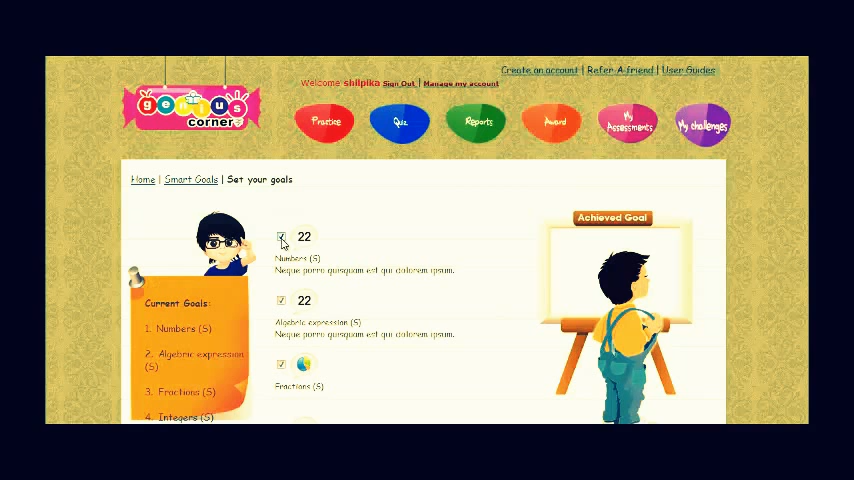 Create an account | Refer A friend | User Guides
Welcome shilpika Sign Out | Manage my account
genius
corner
Practice
Quiz
Reports
Award
My
Assessments
My challenges
Home | Smart Goals | Set your goals
Achieved Goal
22
Numbers (5)
Neque porro quisquam est qui dolorem ipsum.
22
Algebraic expression (5)
Neque porro quisquam est qui dolorem ipsum.
Fractions (5)
Current Goals:
1. Numbers (5)
2. Algebraic expression
(5)
3. Fractions (5)
4. Integers (5)